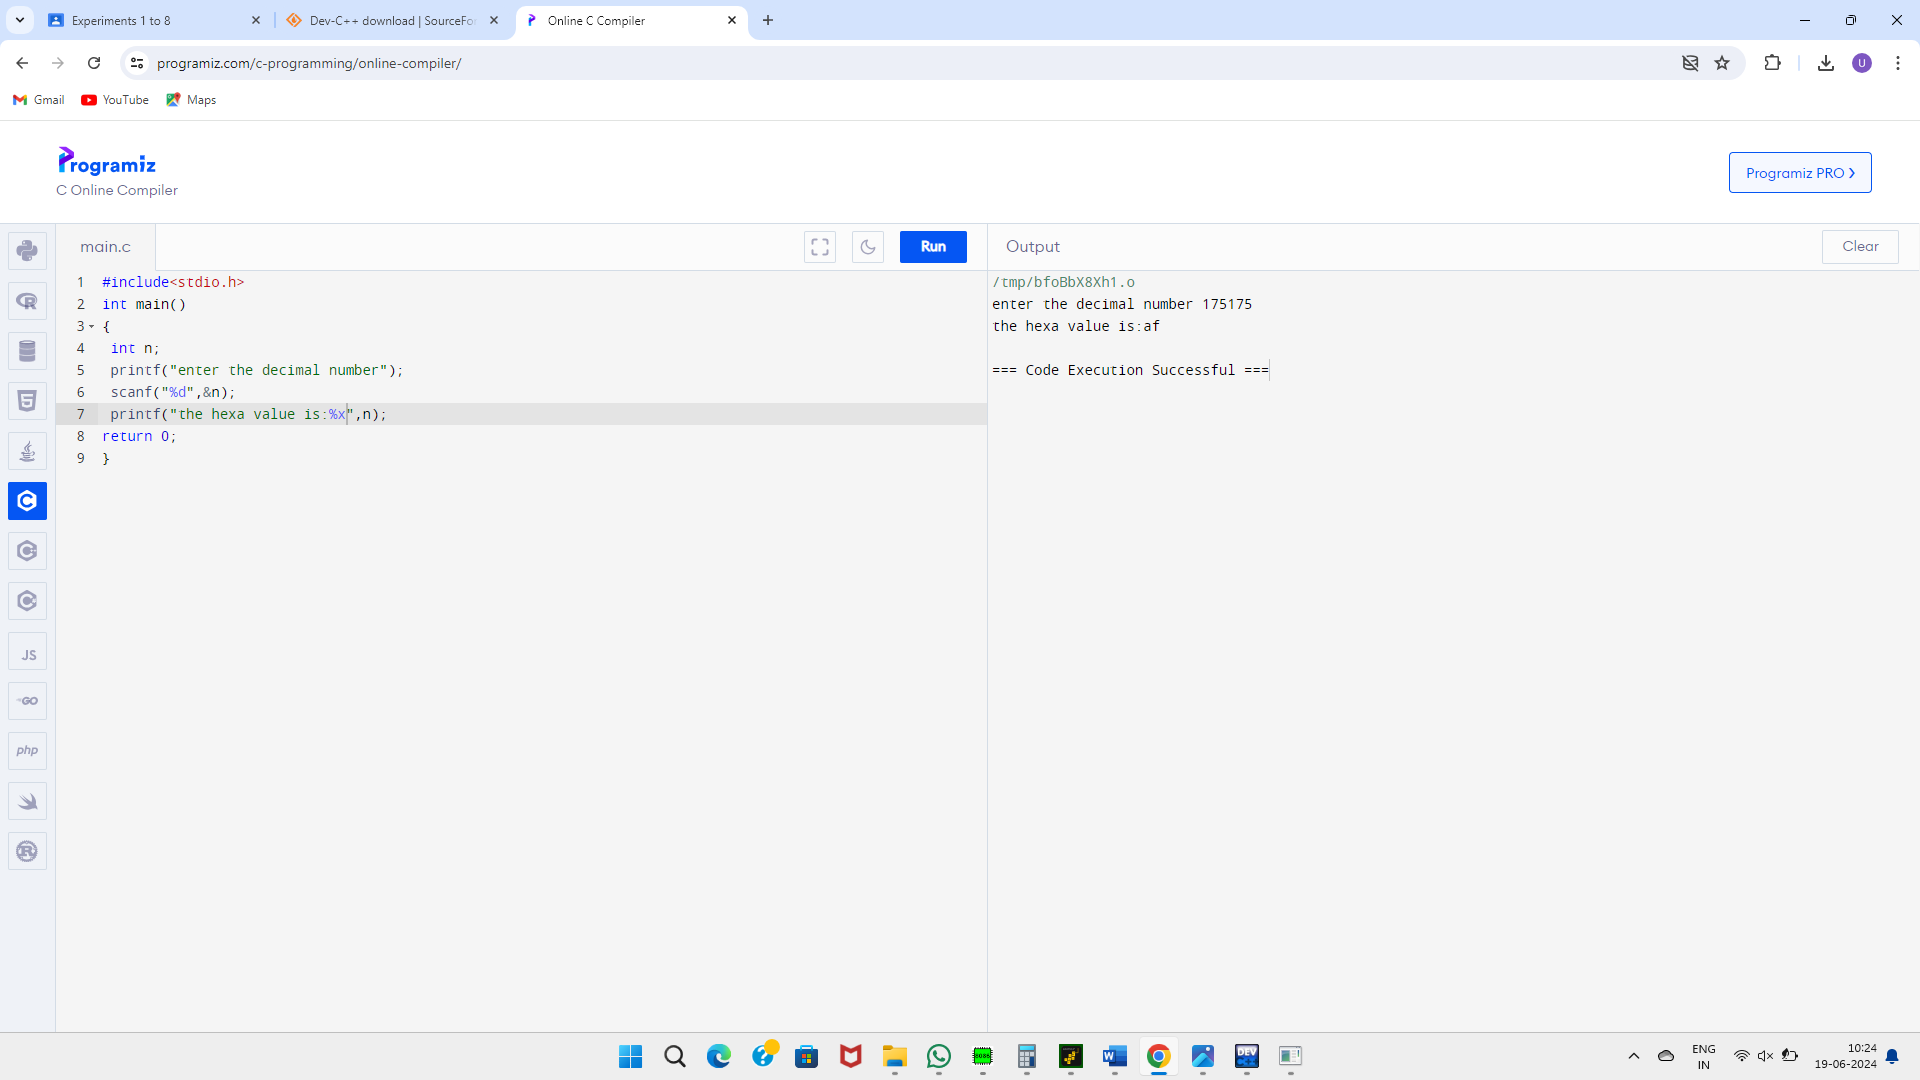 Experiments 1 to 8
Dev-C++ download | SourceFo
Online C Compiler
programiz.com/c-programming/online-compiler/
U
Gmail
YouTube
Maps
Programiz
C Online Compiler
Programiz PRO ❯
main.c
Run
Output
Clear
1 #include<stdio.h>
2 int main()
3 {
4 int n;
5 printf("enter the decimal number");
6 scanf("%d",&n);
7 printf("the hexa value is:%x",n);
8 return 0;
9 }
/tmp/bfoBbX8Xh1.o
enter the decimal number 175175
the hexa value is:af
=== Code Execution Successful ===
JS
GO
php
DEV
C++
ENG
IN
10:24
19-06-2024